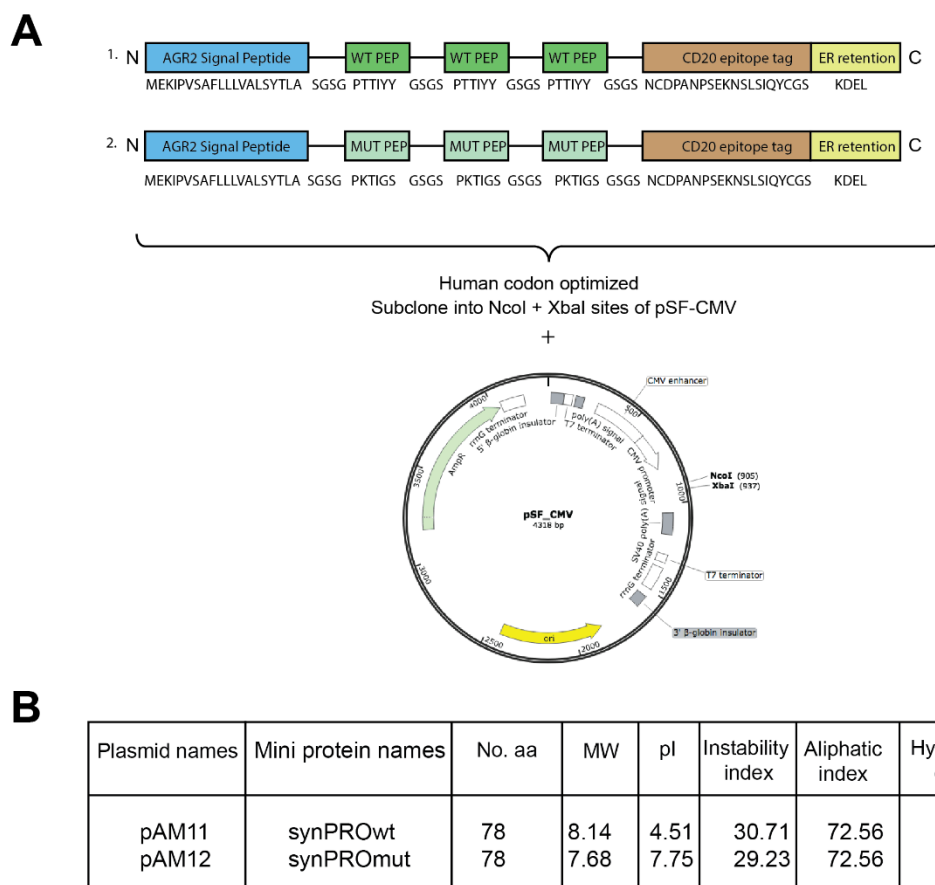 A
1. N AGR2 Signal Peptide WT PEP WT PEP WT PEP CD20 epitope tag ER retention C
MEKIPVSAFLLLVALSYTLA SGSG PTTIYY GSGS PTTIYY GSGS PTTIYY GSGS NCDPANPSEKNSLSIQYCGS KDEL
2. N AGR2 Signal Peptide MUT PEP MUT PEP MUT PEP CD20 epitope tag ER retention C
MEKIPVSAFLLLVALSYTLA SGSG PKTIGS GSGS PKTIGS GSGS PKTIGS GSGS NCDPANPSEKNSLSIQYCGS KDEL
Human codon optimized
Subclone into NcoI + XbaI sites of pSF-CMV
+
CMV enhancer
4000
rrnG terminator
5' β-globin insulator
poly(A) signal
T7 terminator
500
CMV promoter
AmpR
3500
NcoI (905)
XbaI (937)
1000
pSF_CMV
4318 bp
SV40 poly(A) signal
T7 terminator
rrnG terminator
1500
3' β-globin insulator
3000
2500
ori
2000
B
Plasmid names Mini protein names No. aa MW pI Instability index Aliphatic index Hy
pAM11 synPROwt 78 8.14 4.51 30.71 72.56
pAM12 synPROmut 78 7.68 7.75 29.23 72.56